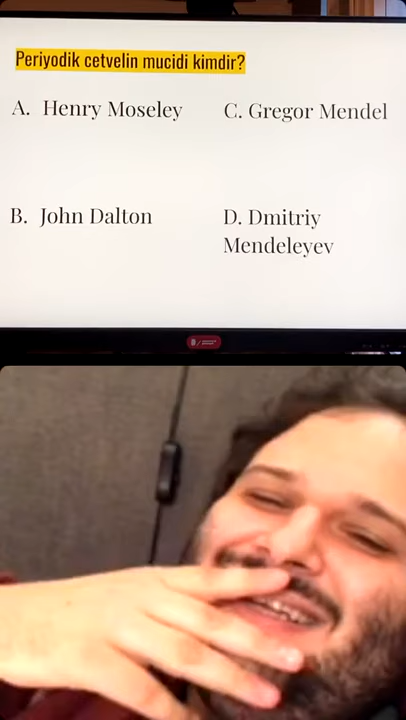 Periyodik cetvelin mucidi kimdir?
A. Henry Moseley
C. Gregor Mendel
B. John Dalton
D. Dmitriy
Mendeleyev